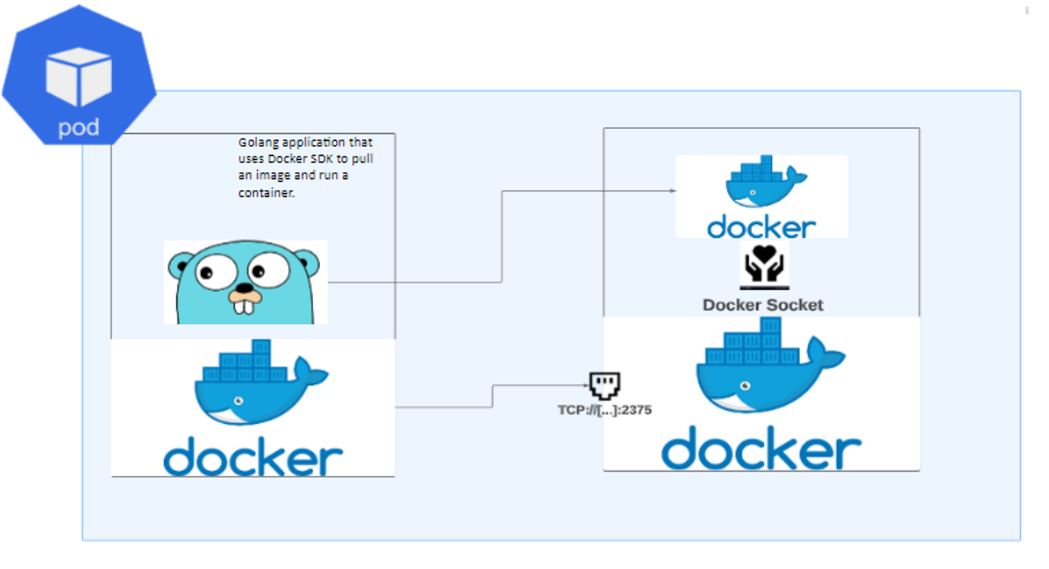 pod
Golang application that
uses Docker SDK to pull
an image and run a
container.
docker
docker
Docker Socket
TCP://[...]:2375
docker